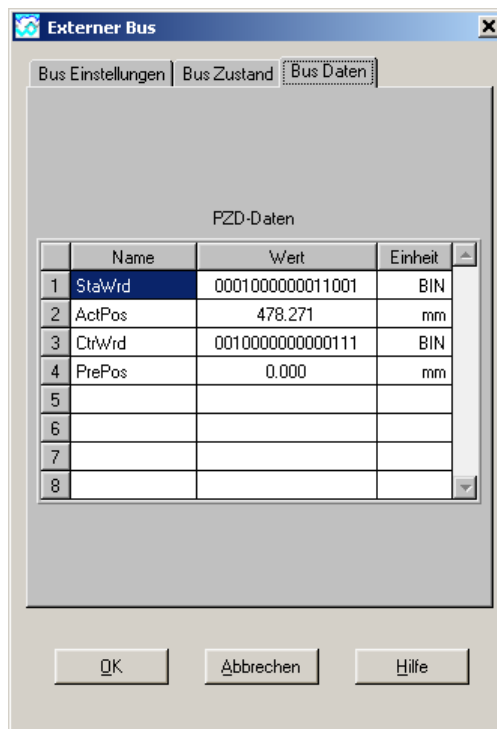 Externer Bus
Bus Einstellungen Bus Zustand Bus Daten
PZD-Daten
Name Wert Einheit
1 StaWrd 0001000000011001 BIN
2 ActPos 478.271 mm
3 CtrWrd 0010000000000111 BIN
4 PrePos 0.000 mm
5
6
7
8
OK Abbrechen Hilfe